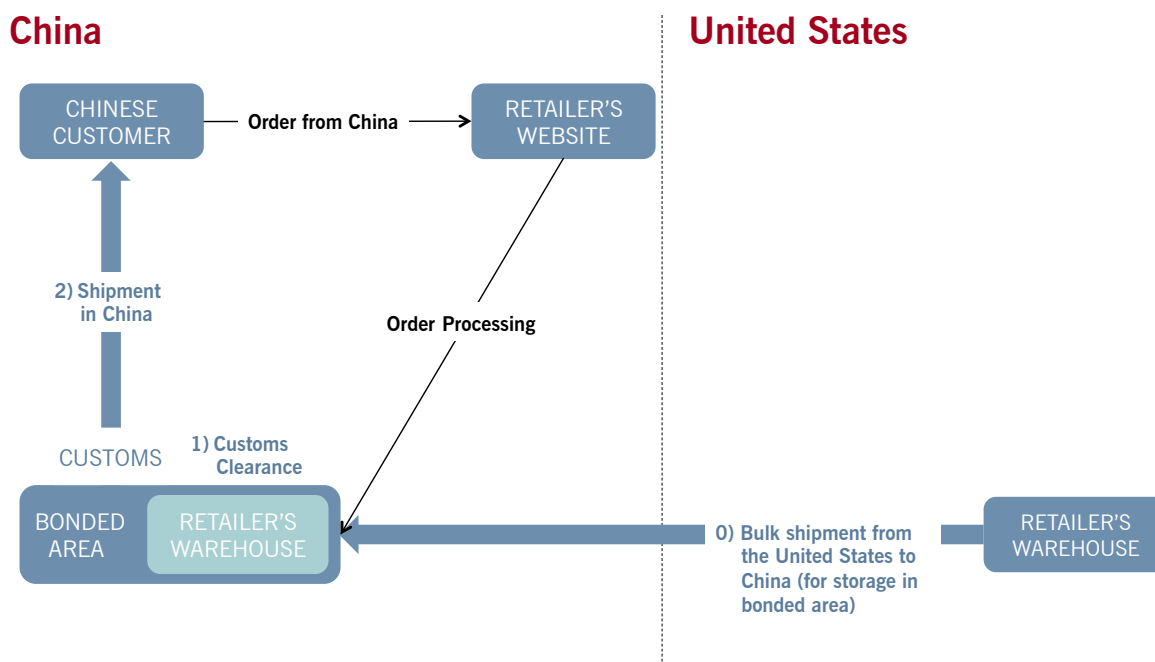 China
United States
CHINESE
CUSTOMER
Order from China
RETAILER’S
WEBSITE
2) Shipment
in China
Order Processing
CUSTOMS
1) Customs
Clearance
BONDED
AREA
RETAILER’S
WAREHOUSE
0) Bulk shipment from
the United States to
China (for storage in
bonded area)
RETAILER’S
WAREHOUSE